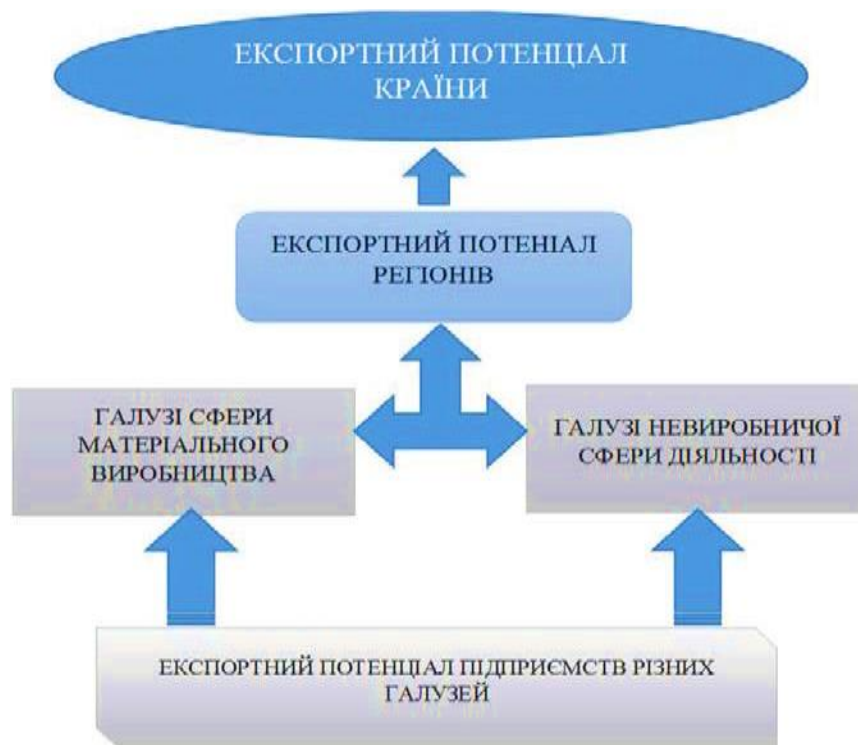 ЕКСПОРТНИЙ ПОТЕНЦІАЛ
КРАЇНИ
ЕКСПОРТНИЙ ПОТЕНІАЛ
РЕГІОНІВ
ГАЛУЗІ СФЕРИ
МАТЕРІАЛЬНОГО
ВИРОБНИЦТВА
ГАЛУЗІ НЕВИРОБНИЧОЇ
СФЕРИ ДІЯЛЬНОСТІ
ЕКСПОРТНИЙ ПОТЕНЦІАЛ ПІДПРИЄМСТВ РІЗНИХ
ГАЛУЗЕЙ